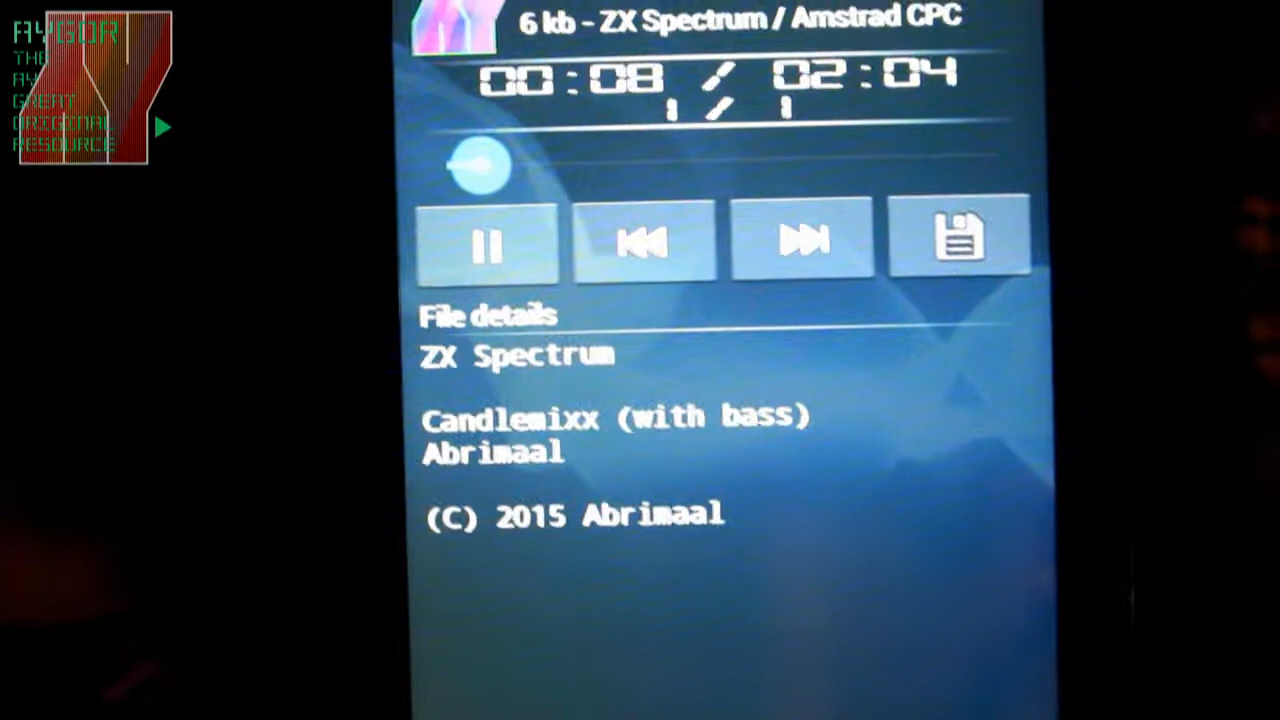 AYGOR
THE
AY
GREAT
ORIGINAL
RESOURCE
6 kb - ZX Spectrum / Amstrad CPC
00:08 / 02:04
1 / 1
File details
ZX Spectrum
Candlemixx (with bass)
Abrimaal
(C) 2015 Abrimaal